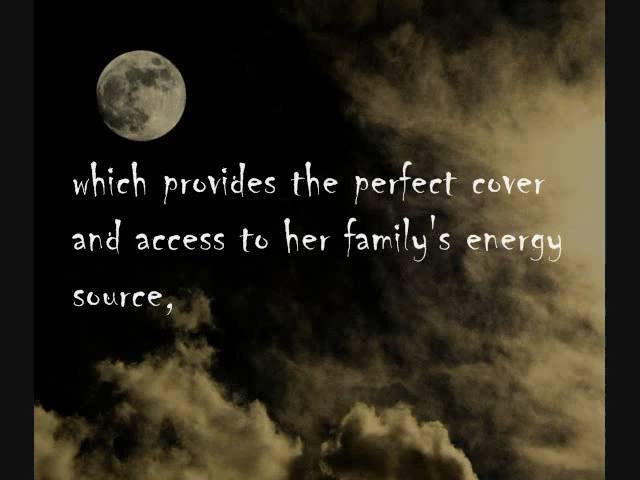 which provides the perfect cover
and access to her family's energy
source,